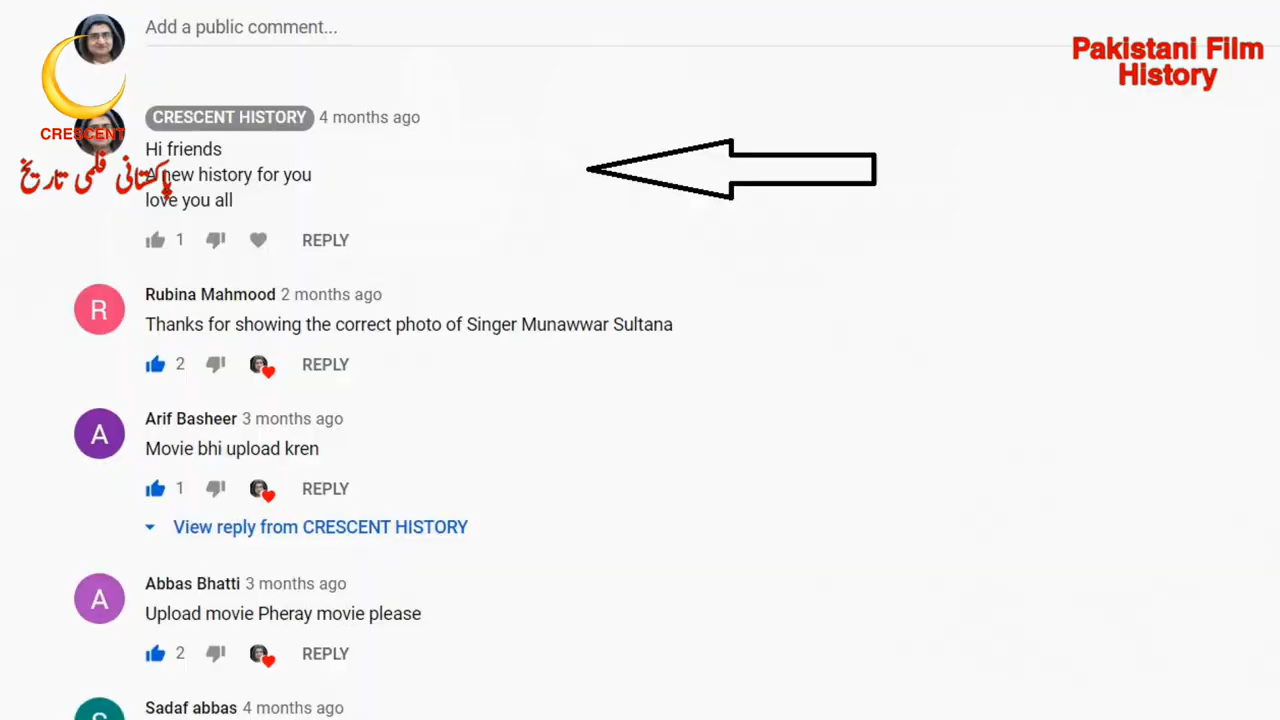 Add a public comment...
Pakistani Film
History
CRESCENT HISTORY 4 months ago
CRESCENT
Hi friends
A new history for you
love you all
پاکستانی فلمی تاریخ
1 REPLY
R
Rubina Mahmood 2 months ago
Thanks for showing the correct photo of Singer Munawwar Sultana
2 REPLY
A
Arif Basheer 3 months ago
Movie bhi upload kren
1 REPLY
View reply from CRESCENT HISTORY
A
Abbas Bhatti 3 months ago
Upload movie Pheray movie please
2 REPLY
S
Sadaf abbas 4 months ago